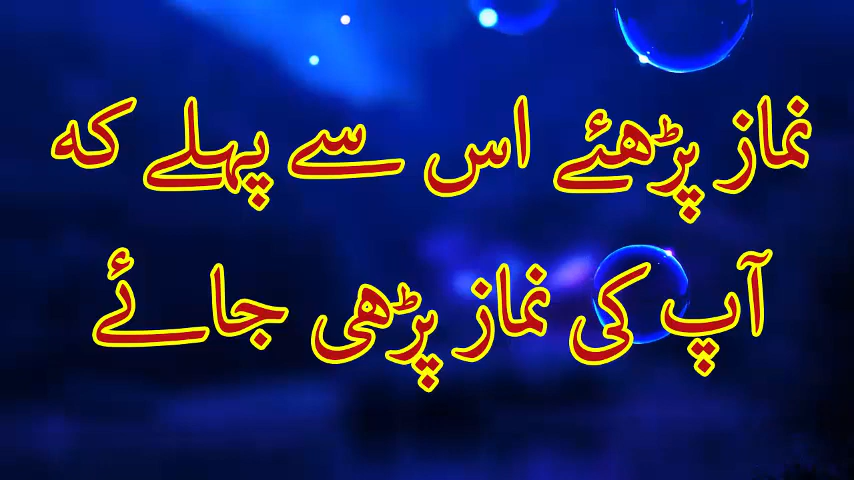 نماز پڑھئے اس سے پہلے کہ
آپ کی نماز پڑھی جائے